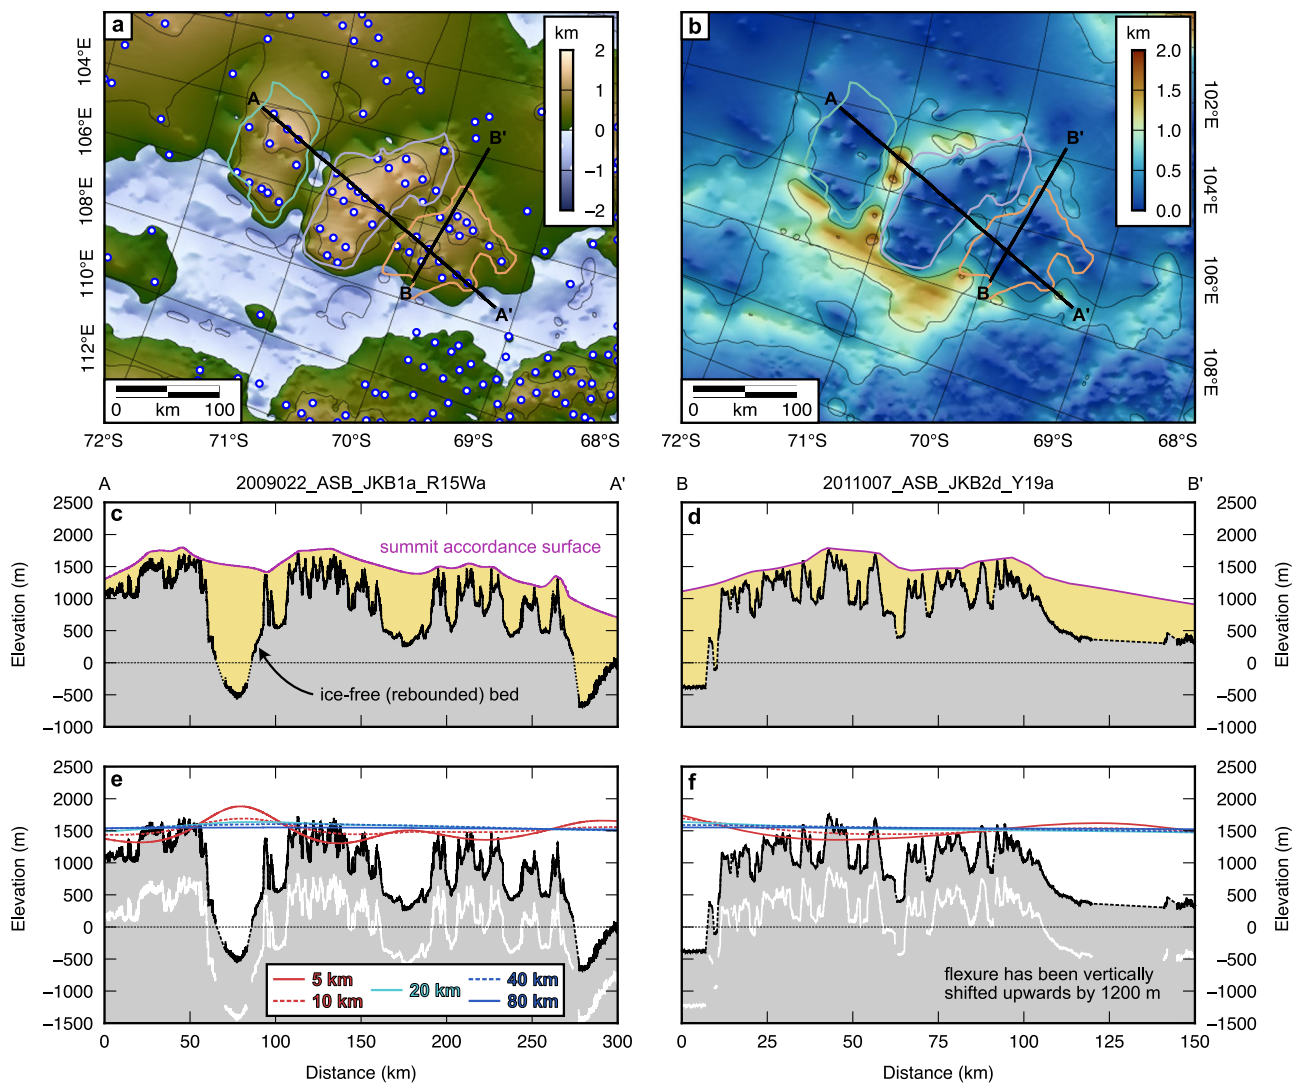 a
km
2
1
0
−1
−2
104°E
106°E
108°E
110°E
112°E
A
B'
B
A'
0 km 100
72°S 71°S 70°S 69°S 68°S
b
km
2.0
1.5
1.0
0.5
0.0
102°E
104°E
106°E
108°E
A
B'
B
A'
0 km 100
72°S 71°S 70°S 69°S 68°S
A 2009022_ASB_JKB1a_R15Wa A'
c
summit accordance surface
ice-free (rebounded) bed
Elevation (m)
2500
2000
1500
1000
500
0
−500
−1000
B 2011007_ASB_JKB2d_Y19a B'
d
2500
2000
1500
1000
500
0
−500
−1000
Elevation (m)
e
Elevation (m)
2500
2000
1500
1000
500
0
−500
−1000
−1500
5 km
10 km
20 km
40 km
80 km
0 50 100 150 200 250 300
Distance (km)
f
flexure has been vertically
shifted upwards by 1200 m
2500
2000
1500
1000
500
0
−500
−1000
−1500
Elevation (m)
0 25 50 75 100 125 150
Distance (km)